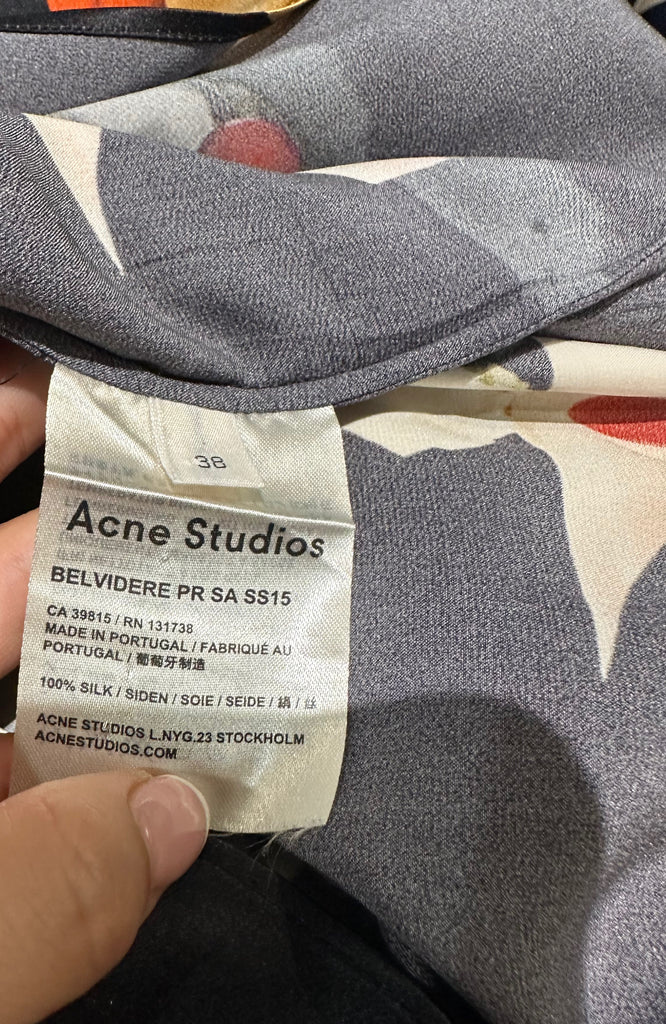 38
Acne Studios
BELVIDERE PR SA SS15
CA 39815 / RN 131738
MADE IN PORTUGAL / FABRIQUÉ AU
PORTUGAL / 葡萄牙制造
100% SILK / SIDEN / SOIE / SEIDE / 絹 / 丝
ACNE STUDIOS L.NYG.23 STOCKHOLM
ACNESTUDIOS.COM